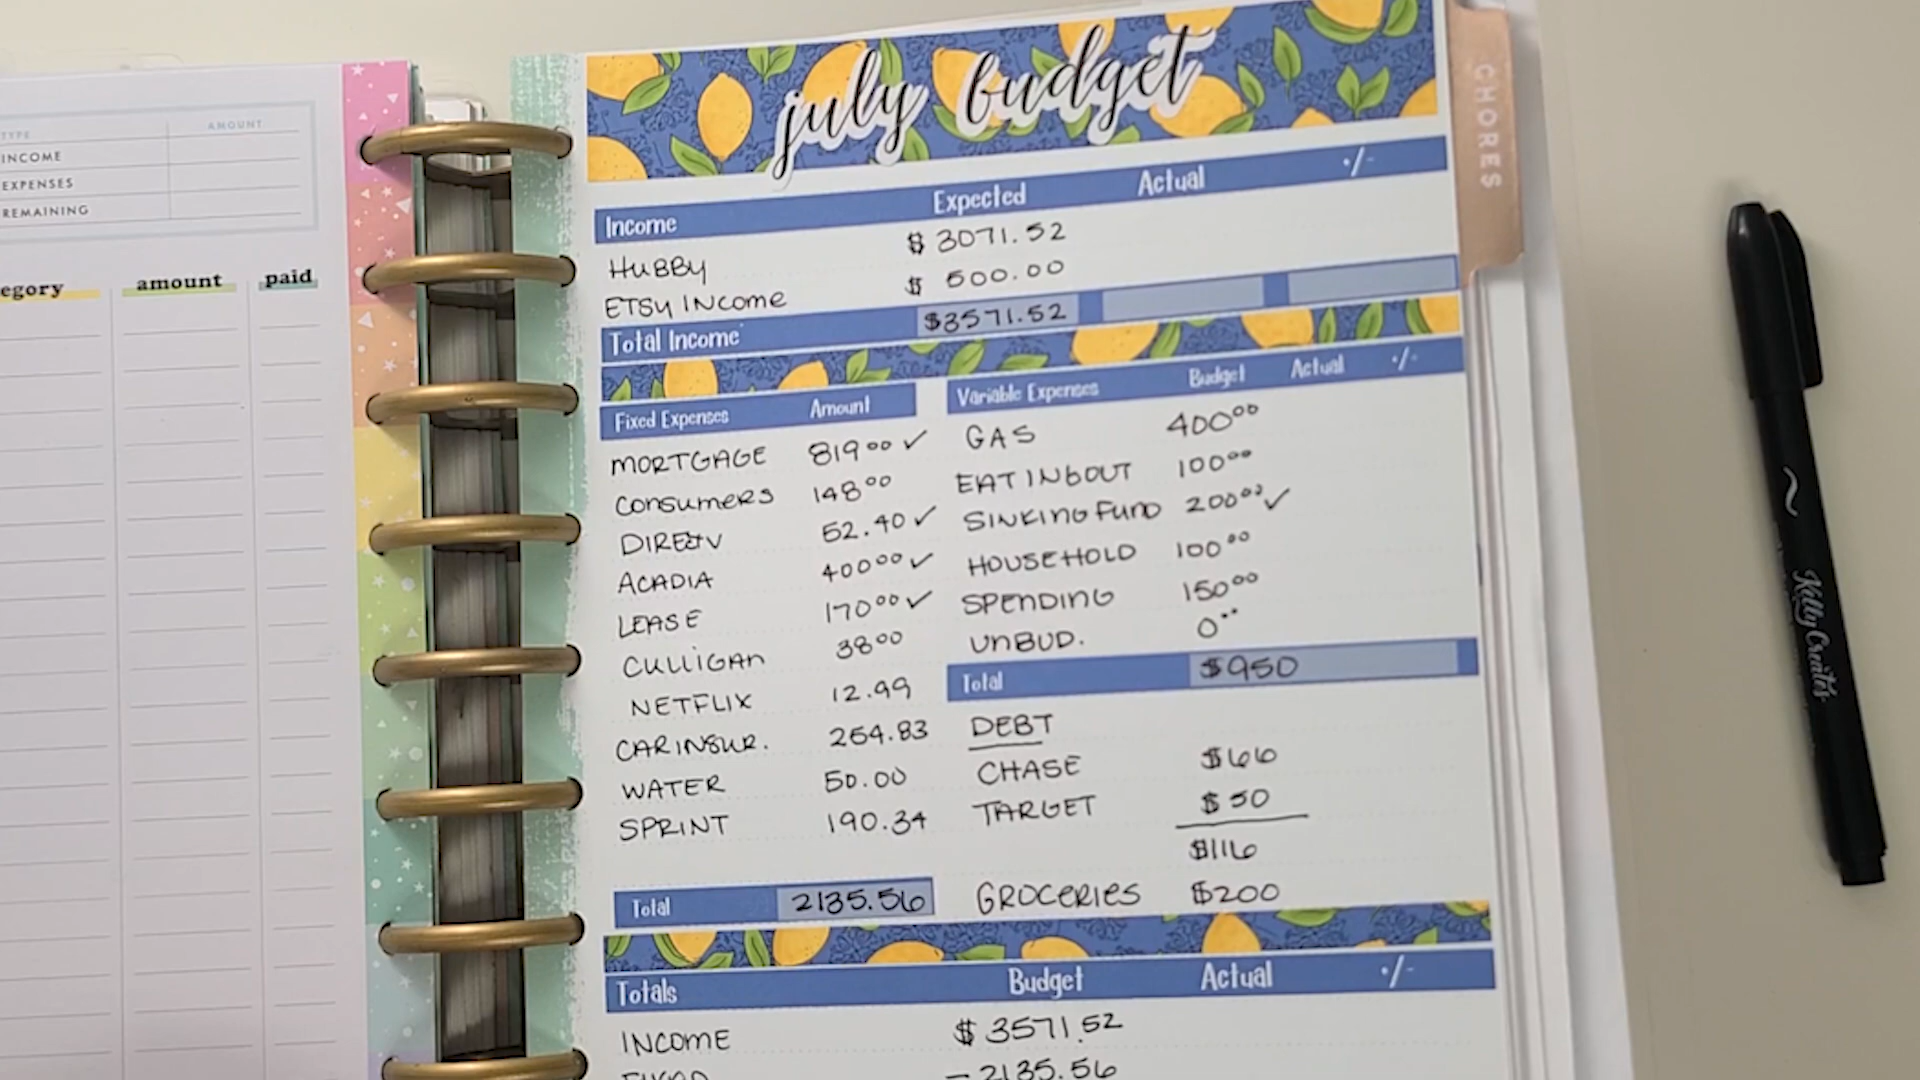 TYPE AMOUNT
INCOME
EXPENSES
REMAINING
egory amount paid
july budget
CHORES
Income Expected Actual +/-
HUBBY $ 3071.52
ETSY INCOME $ 500.00
Total Income $3571.52
Fixed Expenses Amount
MORTGAGE 819.00 ✓
CONSUMERS 148.00
DIRECTV 52.40 ✓
ACADIA 400.00 ✓
LEASE 170.00 ✓
CULLIGAN 38.00
NETFLIX 12.99
CAR INSUR. 254.83
WATER 50.00
SPRINT 190.34
Total 2135.56
Variable Expenses Budget Actual +/-
GAS 400.00
EAT IN&OUT 100.00
SINKING FUND 200.00 ✓
HOUSEHOLD 100.00
SPENDING 150.00
UNBUD. 0
Total $950
DEBT
CHASE $66
TARGET $50
$116
GROCERIES $200
Totals Budget Actual +/-
INCOME $3571.52
-2135.56
Kelly Creates